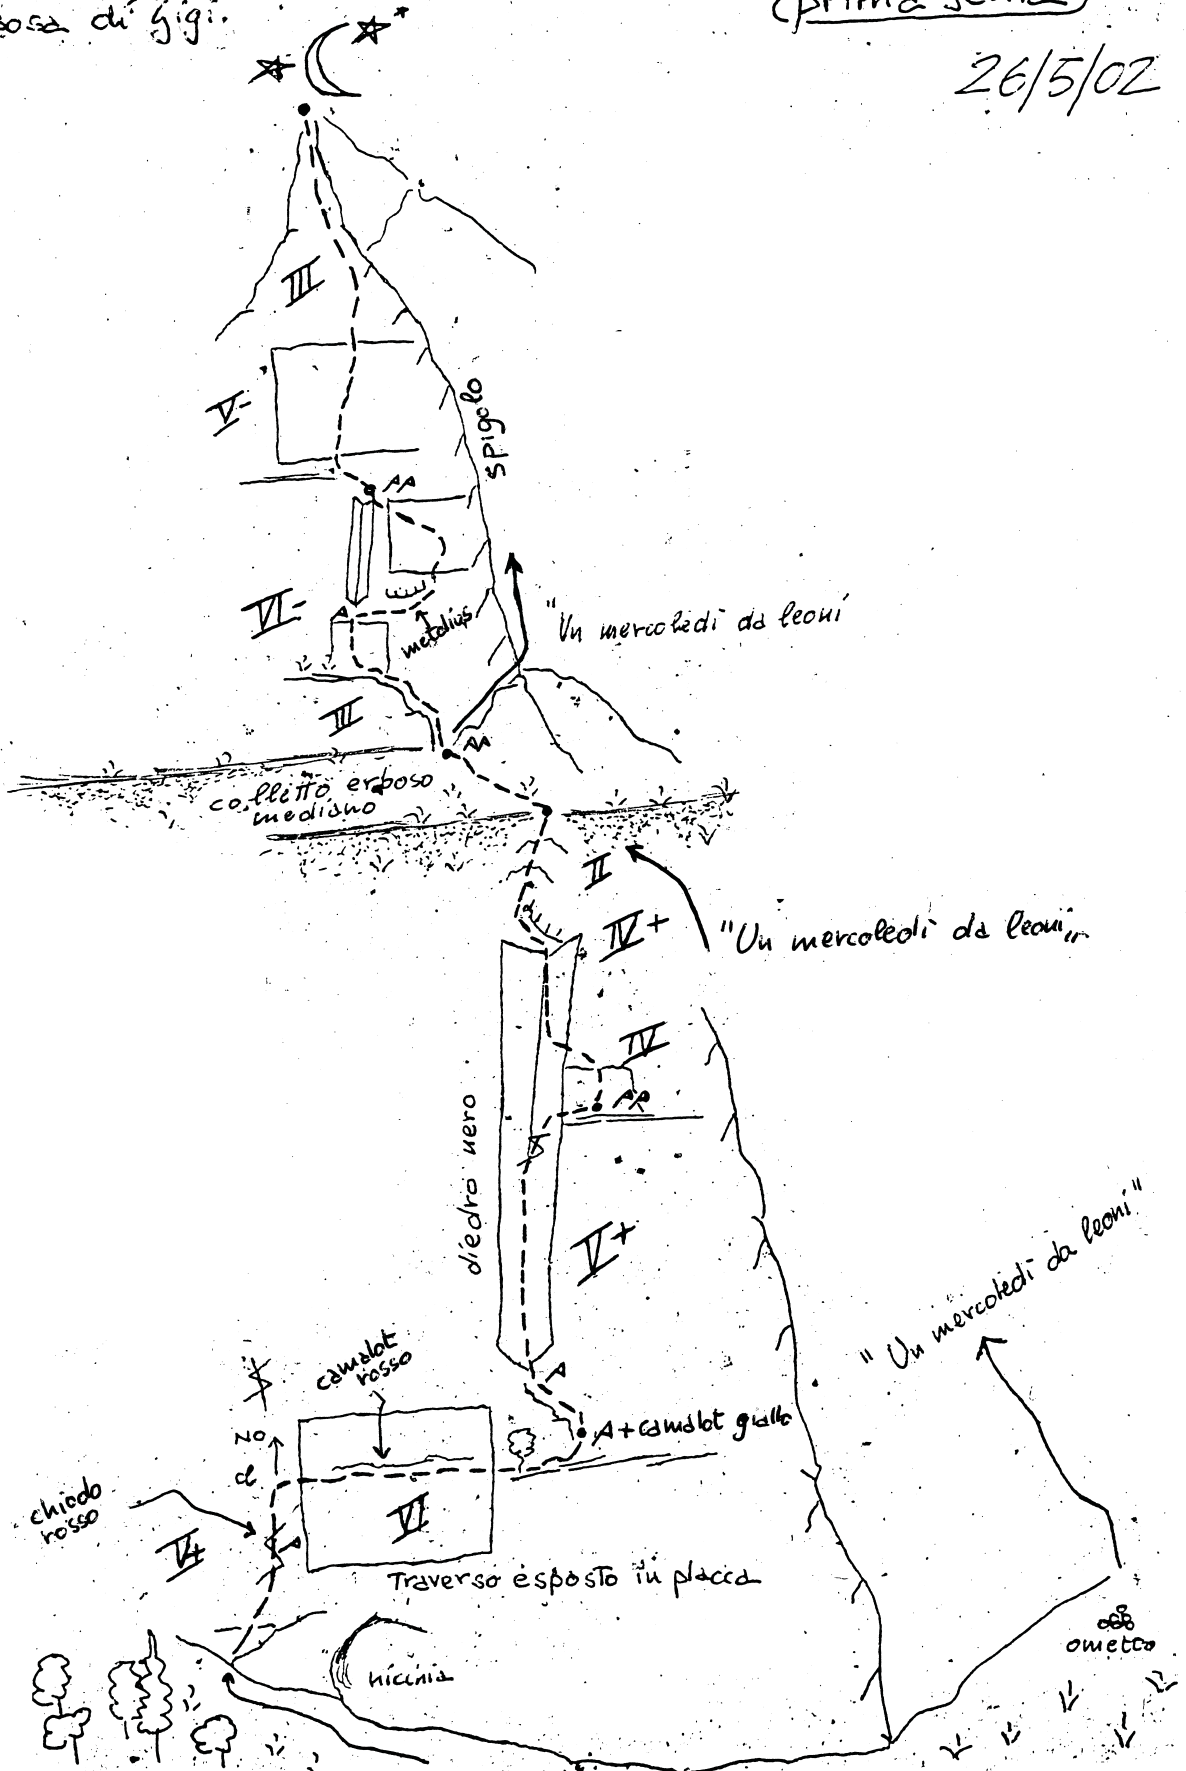 di Gigi.
26/5/02
III
V-
spigolo
AA
VI-
A
metolius
"Un mercoledì da leoni
III
AA
colletto erboso
mediano
II
IV+
"Un mercoledì da leoni"
IV
diedro nero
V+
"Un mercoledì da leoni"
camalot
rosso
A
A+camalot giallo
NO
chiodo
rosso
V+
VI
Traverso esposto in placca
ometto
nicchia